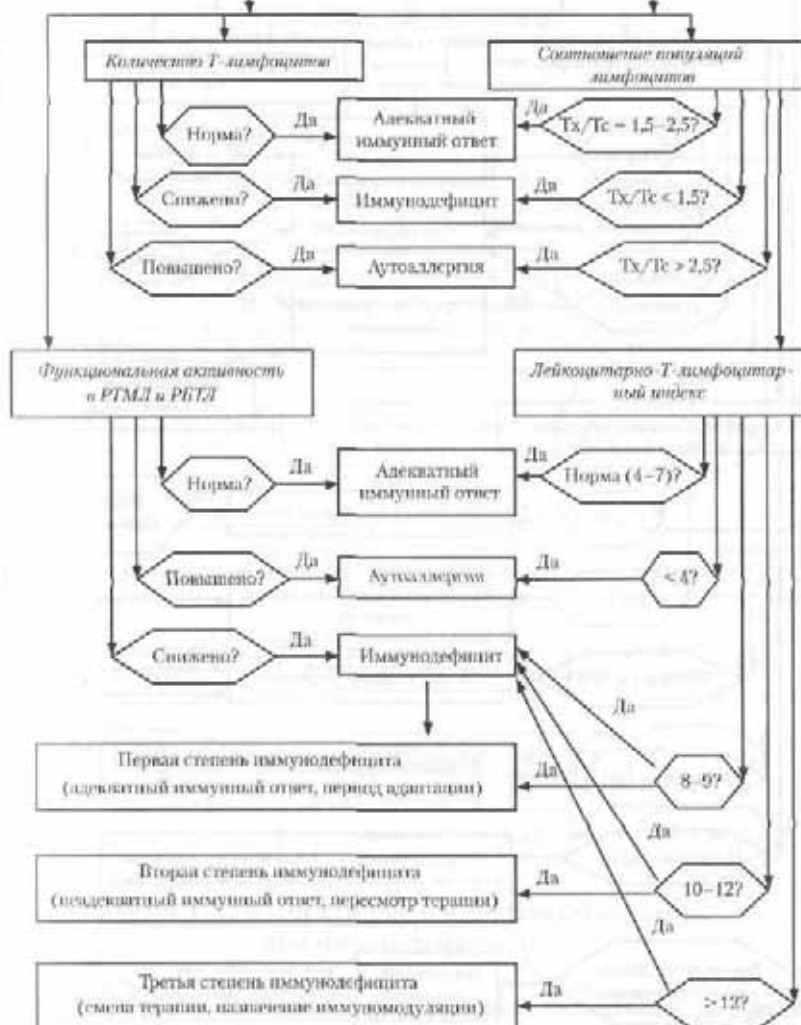 Количество Т-лимфоцитов
Соотношение популяций
лимфоцитов
Норма?
Да
Адекватный
иммунный ответ
Да
Тх/Тс = 1,5–2,5?
Снижено?
Да
Иммунодефицит
Да
Тх/Тс < 1,5?
Повышено?
Да
Аутоаллергия
Да
Тх/Тс > 2,5?
Функциональная активность
в РТМЛ и РБТЛ
Лейкоцитарно-Т-лимфоцитар-
ный индекс
Норма?
Да
Адекватный
иммунный ответ
Да
Норма (4–7)?
Повышено?
Да
Аутоаллергия
Да
< 4?
Снижено?
Да
Иммунодефицит
Да
Первая степень иммунодефицита
(адекватный иммунный ответ, период адаптации)
Да
8–9?
Да
Вторая степень иммунодефицита
(неадекватный иммунный ответ, пересмотр терапии)
Да
10–12?
Да
Третья степень иммунодефицита
(смена терапии, назначение иммуномодуляции)
Да
> 12?